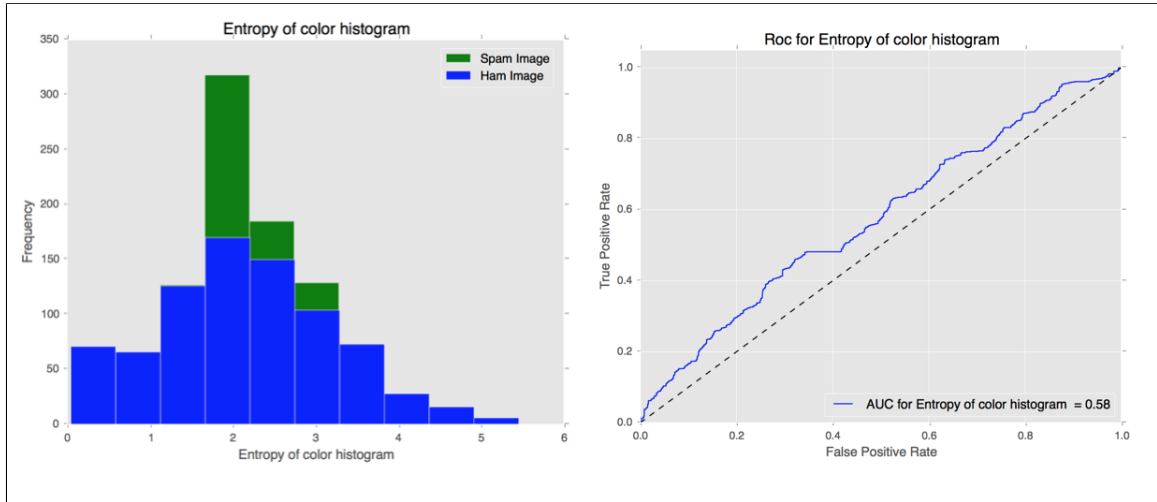 Entropy of color histogram
350
300
250
200
150
100
50
0
Frequency
Spam Image
Ham Image
0 1 2 3 4 5 6
Entropy of color histogram
Roc for Entropy of color histogram
1.0
0.8
0.6
0.4
0.2
0.0
True Positive Rate
AUC for Entropy of color histogram = 0.58
0.0 0.2 0.4 0.6 0.8 1.0
False Positive Rate